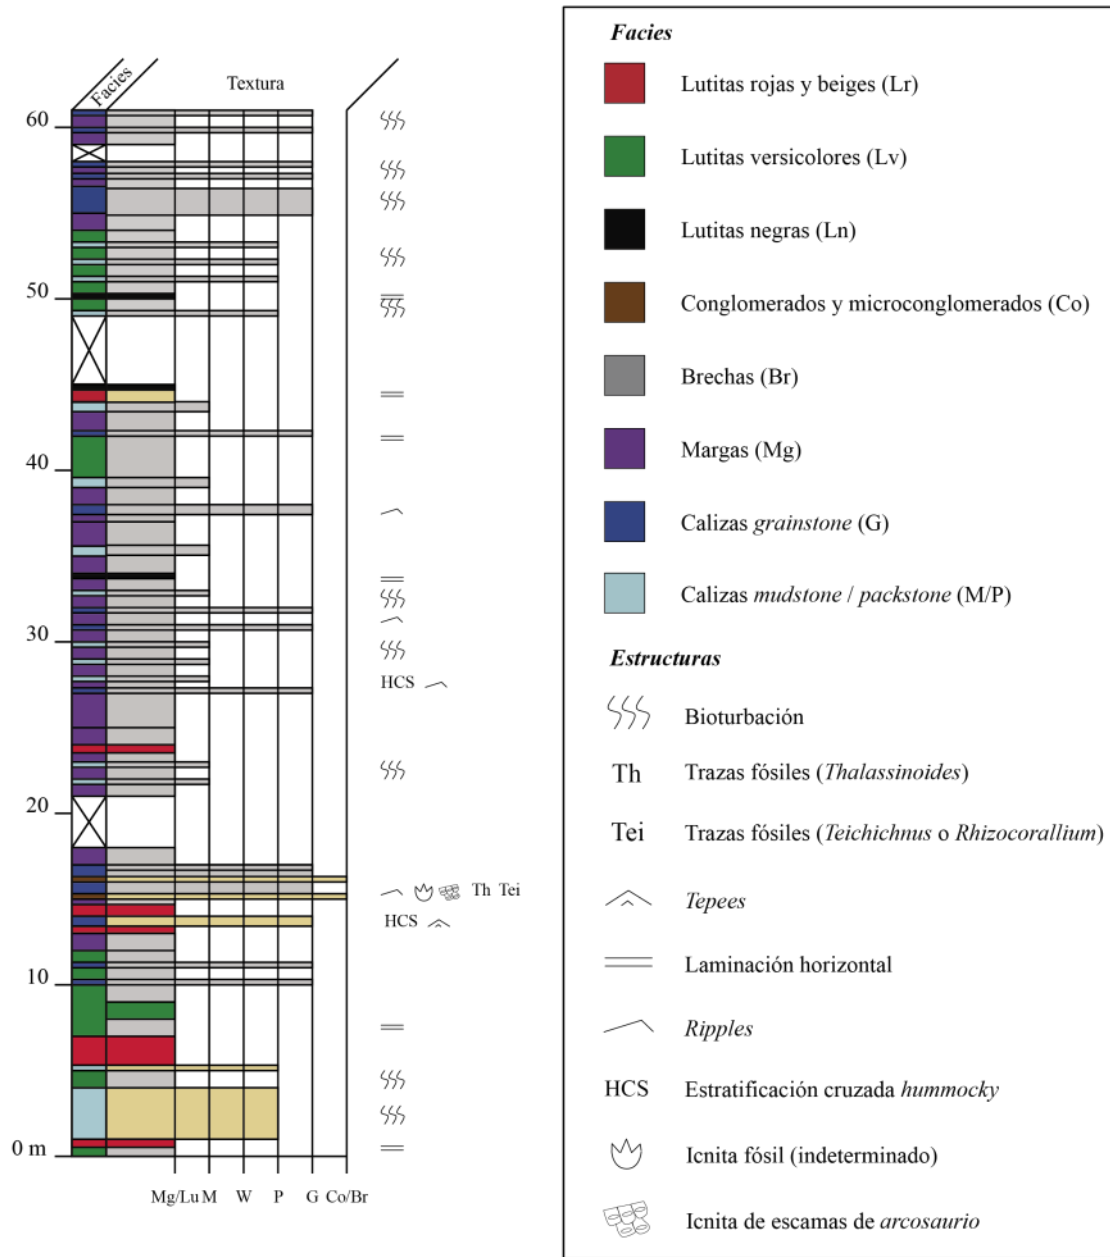 Facies
Textura
60
50
40
30
HCS
20
Th Tei
HCS
10
0 m
Mg/Lu M W P G Co/Br
Facies
Lutitas rojas y beiges (Lr)
Lutitas versicolores (Lv)
Lutitas negras (Ln)
Conglomerados y microconglomerados (Co)
Brechas (Br)
Margas (Mg)
Calizas grainstone (G)
Calizas mudstone / packstone (M/P)
Estructuras
Bioturbación
Th Trazas fósiles (Thalassinoides)
Tei Trazas fósiles (Teichichnus o Rhizocorallium)
Tepees
Laminación horizontal
Ripples
HCS Estratificación cruzada hummocky
Icnita fósil (indeterminado)
Icnita de escamas de arcosaurio